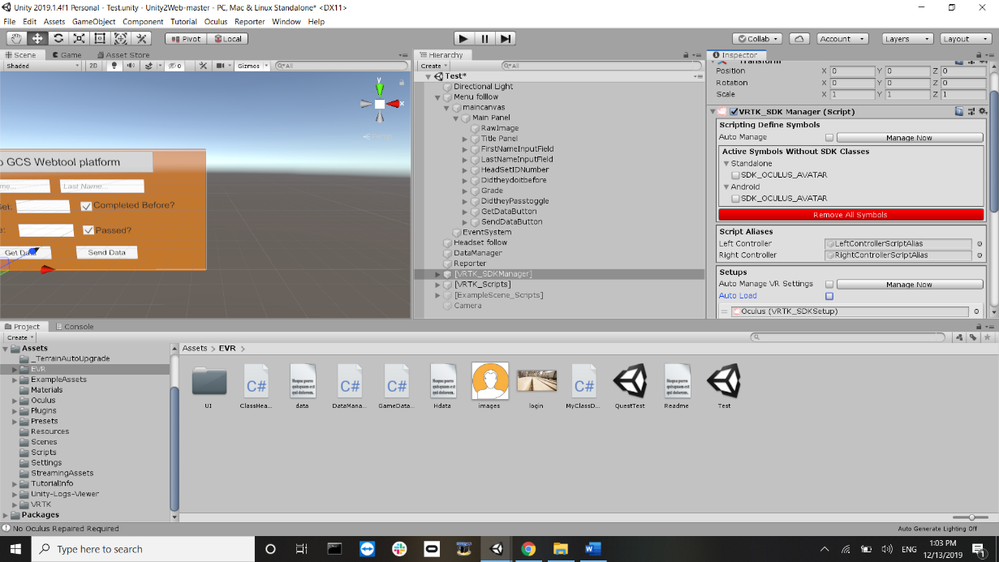 Unity 2019.1.4f1 Personal - Test.unity - Unity2Web-master - PC, Mac & Linux Standalone* <DX11>
File Edit Assets GameObject Component Tutorial Oculus Reporter Window Help
Pivot Local Collab Account Layers Layout
Scene Game Asset Store
Shaded 2D 0 Gizmos All
y
x
GCS Webtool platform
Last Name...
Completed Before?
Passed?
Get Data Send Data
Hierarchy
Create All
Test*
Directional Light
Menu folllow
maincanvas
Main Panel
RawImage
Title Panel
FirstNameInputField
LastNameInputField
HeadSetIDNumber
Didtheydoitbefore
Grade
DidtheyPasstoggle
GetDataButton
SendDataButton
EventSystem
Headset follow
DataManager
Reporter
[VRTK_SDKManager]
[VRTK_Scripts]
[ExampleScene_Scripts]
Camera
Inspector
Transform
Position X 0 Y 0 Z 0
Rotation X 0 Y 0 Z 0
Scale X 1 Y 1 Z 1
VRTK_SDK Manager (Script)
Scripting Define Symbols
Auto Manage Manage Now
Active Symbols Without SDK Classes
Standalone
SDK_OCULUS_AVATAR
Android
SDK_OCULUS_AVATAR
Remove All Symbols
Script Aliases
Left Controller LeftControllerScriptAlias
Right Controller RightControllerScriptAlias
Setups
Auto Manage VR Settings Manage Now
Auto Load
Oculus (VRTK_SDKSetup)
Project Console
Create
Assets
_TerrainAutoUpgrade
EVR
ExampleAssets
Materials
Oculus
Plugins
Presets
Resources
Scenes
Scripts
Settings
StreamingAssets
TutorialInfo
Unity-Logs-Viewer
VRTK
Packages
Assets > EVR >
UI ClassHea... data DataMana... GameData... Hdata images login MyClassD... QuestTest Readme Test
No Oculus Repaired Required
Auto Generate Lighting Off
Type here to search
ENG
1:03 PM
12/13/2019
1